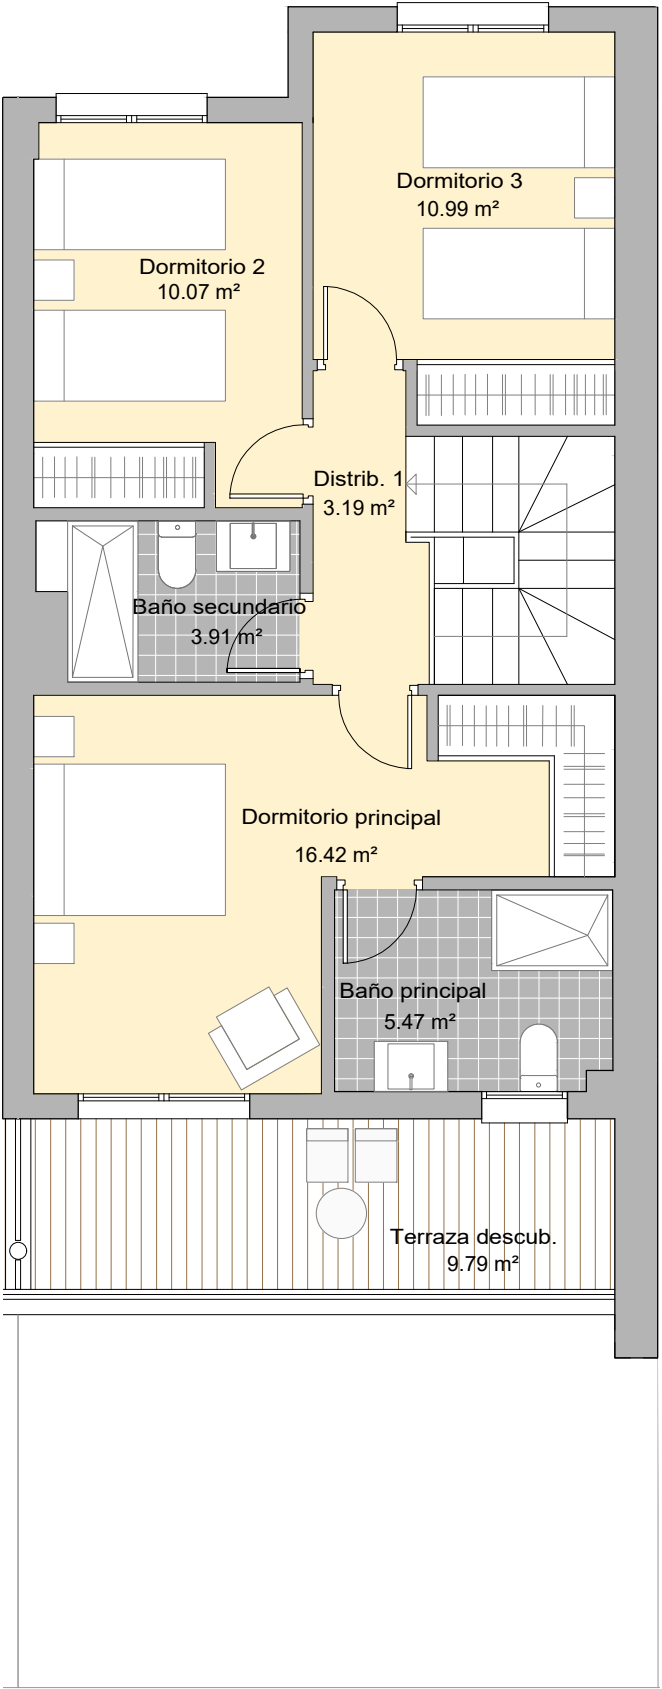 Dormitorio 3
10.99 m²
Dormitorio 2
10.07 m²
Distrib. 1
3.19 m²
Baño secundario
3.91 m²
Dormitorio principal
16.42 m²
Baño principal
5.47 m²
Terraza descub.
9.79 m²